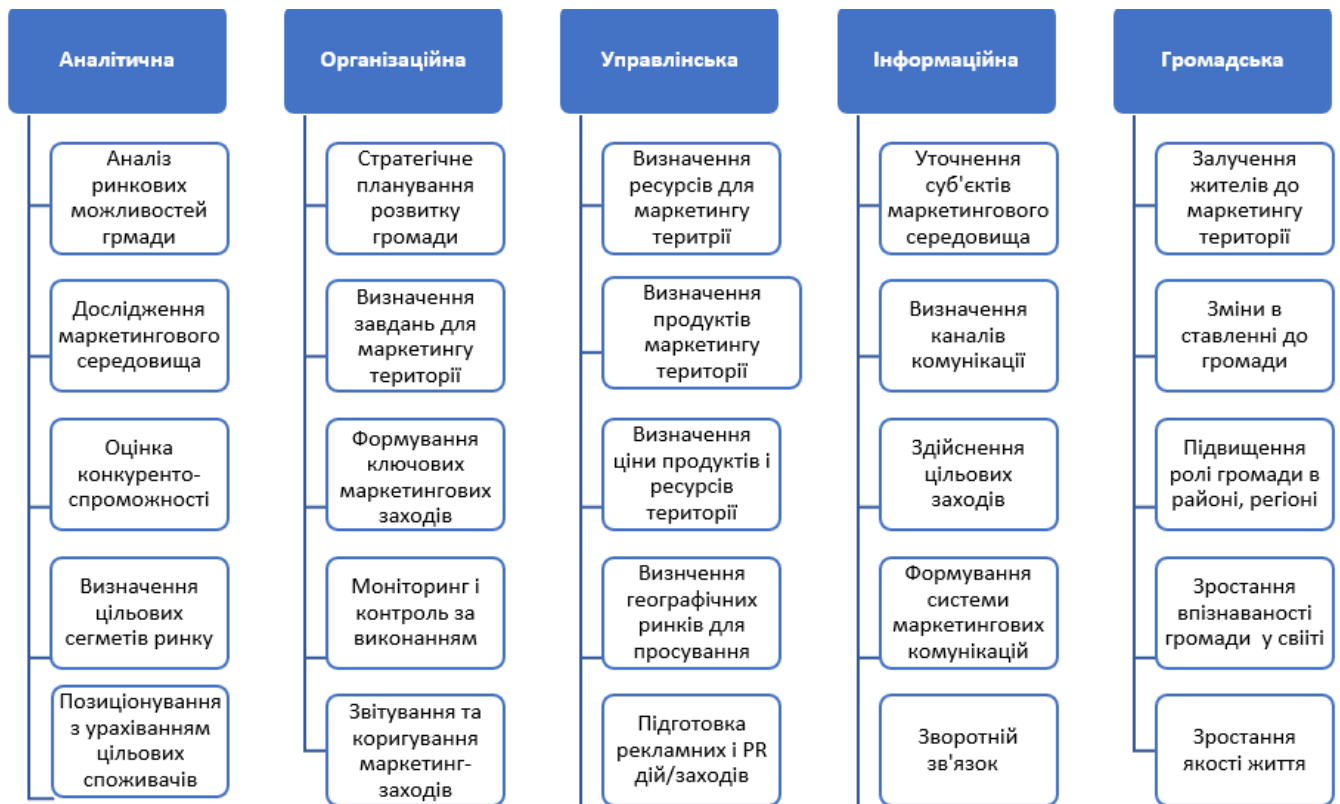 Аналітична
Аналіз
ринкових
можливостей
грмади
Дослідження
маркетингового
середовища
Оцінка
конкуренто-
спроможності
Визначення
цільових
сегметів ринку
Позиціонування
з урахіванням
цільових
споживачів
Організаційна
Стратегічне
планування
розвитку
громади
Визначення
завдань для
маркетингу
території
Формування
ключових
маркетингових
заходів
Моніторинг і
контроль за
виконанням
Звітування та
коригування
маркетинг-
заходів
Управлінська
Визначення
ресурсів для
маркетингу
теритрії
Визначення
продуктів
маркетингу
території
Визначення
ціни продуктів і
ресурсів
території
Визнчення
географічних
ринків для
просування
Підготовка
рекламних і PR
дій/заходів
Інформаційна
Уточнення
суб'єктів
маркетингового
середовища
Визначення
каналів
комунікації
Здійснення
цільових
заходів
Формування
системи
маркетингових
комунікацій
Зворотній
зв'язок
Громадська
Залучення
жителів до
маркетингу
території
Зміни в
ставленні до
громади
Підвищення
ролі громади в
районі, регіоні
Зростання
впізнаваності
громади у свііті
Зростання
якості життя